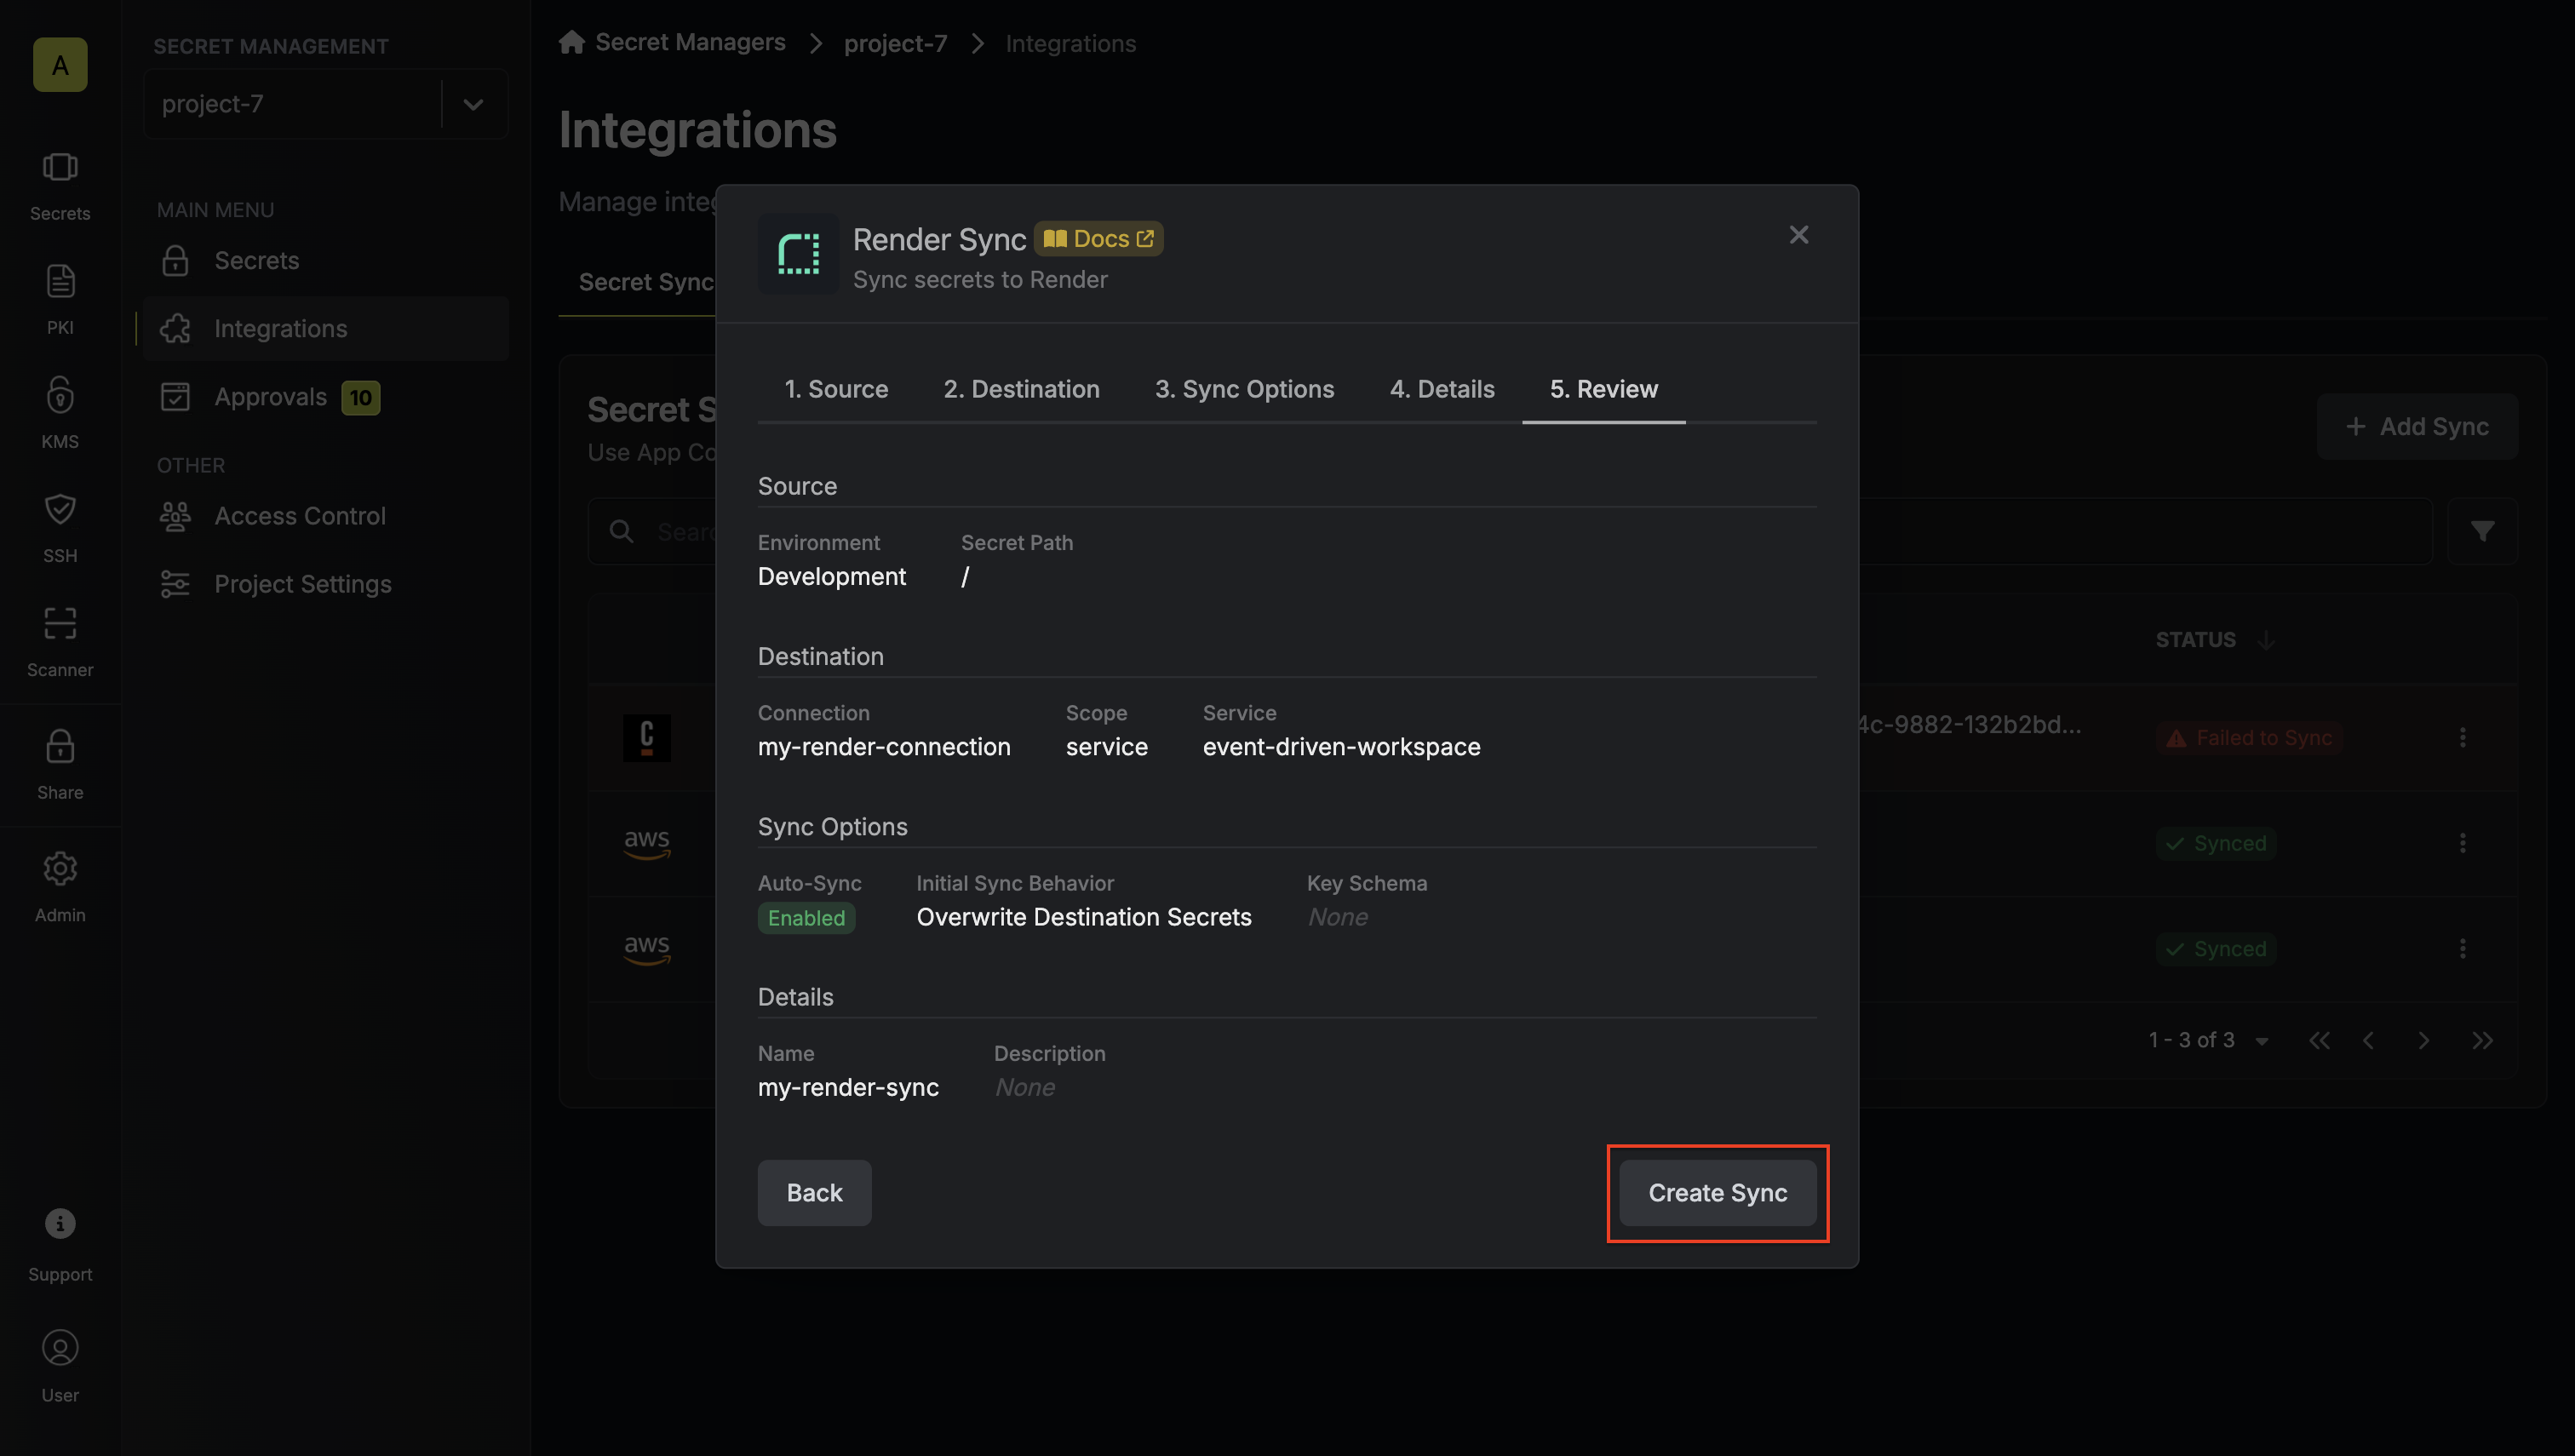 A
Secrets
PKI
KMS
SSH
Scanner
Share
Admin
Support
User
SECRET MANAGEMENT
project-7
MAIN MENU
Secrets
Integrations
Approvals 10
OTHER
Access Control
Project Settings
Secret Managers project-7 Integrations
Integrations
Manage integ
Secret Sync
Secret S
Use App Co
+ Add Sync
Searc
STATUS
4c-9882-132b2bd...
Failed to Sync
aws
Synced
aws
Synced
1 - 3 of 3
Render Sync Docs
Sync secrets to Render
1. Source 2. Destination 3. Sync Options 4. Details 5. Review
Source
Environment Secret Path
Development /
Destination
Connection Scope Service
my-render-connection service event-driven-workspace
Sync Options
Auto-Sync Initial Sync Behavior Key Schema
Enabled Overwrite Destination Secrets None
Details
Name Description
my-render-sync None
Back Create Sync